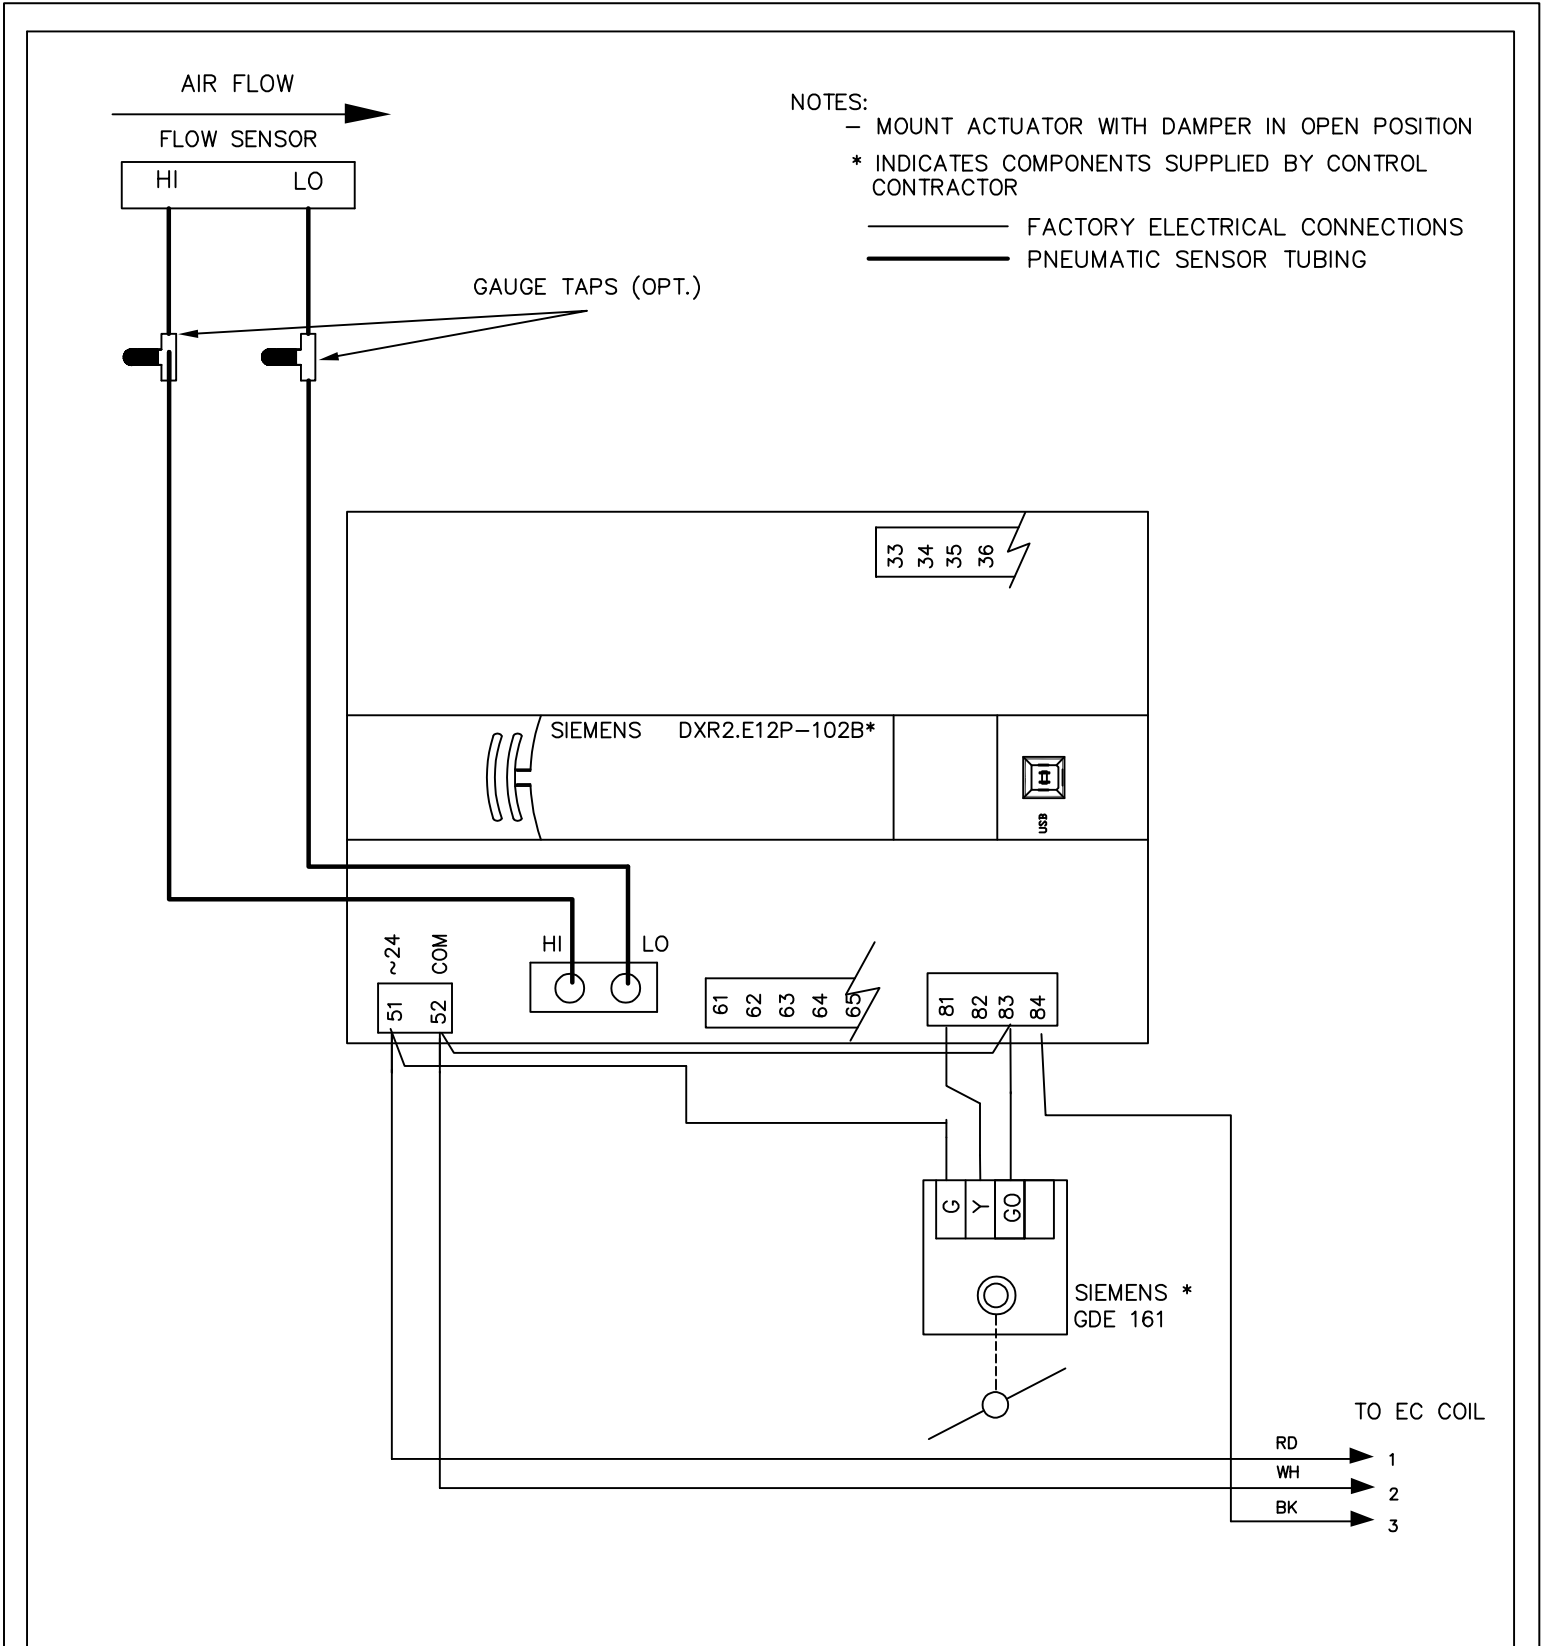 AIR FLOW
FLOW SENSOR
HI LO
NOTES:
– MOUNT ACTUATOR WITH DAMPER IN OPEN POSITION
* INDICATES COMPONENTS SUPPLIED BY CONTROL
CONTRACTOR
FACTORY ELECTRICAL CONNECTIONS
PNEUMATIC SENSOR TUBING
GAUGE TAPS (OPT.)
33 34 35 36
SIEMENS DXR2.E12P–102B*
USB
~24 COM
51 52
HI LO
61 62 63 64 65
81 82 83 84
G Y GO
SIEMENS *
GDE 161
TO EC COIL
RD 1
WH 2
BK 3